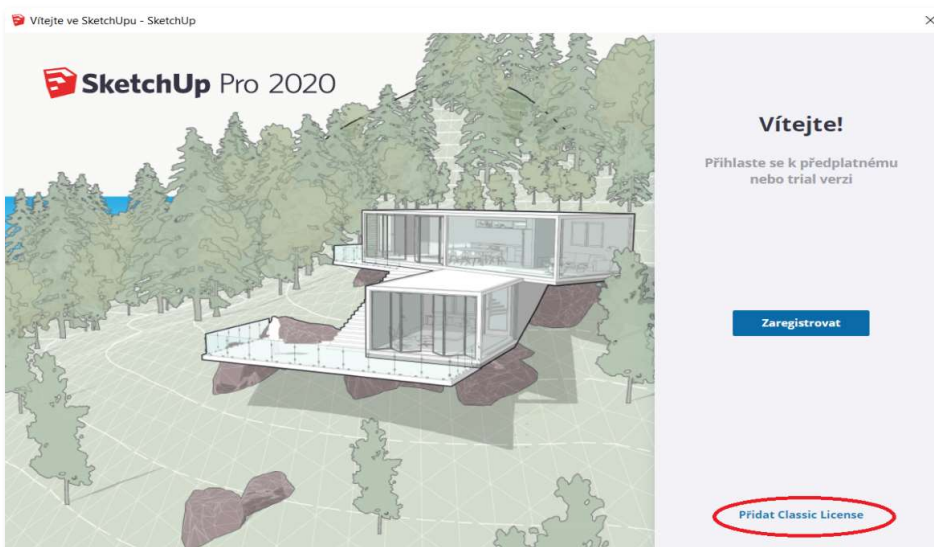 Vítejte ve SketchUpu - SketchUp
SketchUp Pro 2020
Vítejte!
Přihlaste se k předplatnému
nebo trial verzi
Zaregistrovat
Přidat Classic License